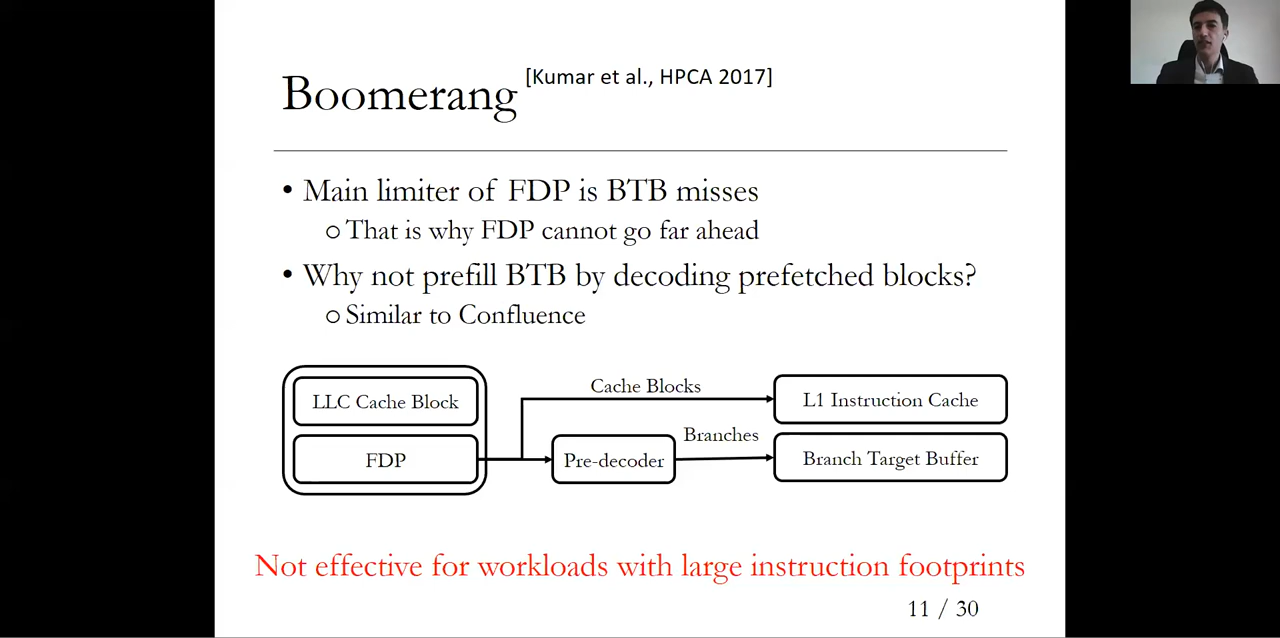 Boomerang [Kumar et al., HPCA 2017]
• Main limiter of FDP is BTB misses
o That is why FDP cannot go far ahead
• Why not prefill BTB by decoding prefetched blocks?
o Similar to Confluence
LLC Cache Block
FDP
Cache Blocks
Pre-decoder
Branches
L1 Instruction Cache
Branch Target Buffer
Not effective for workloads with large instruction footprints
11 / 30